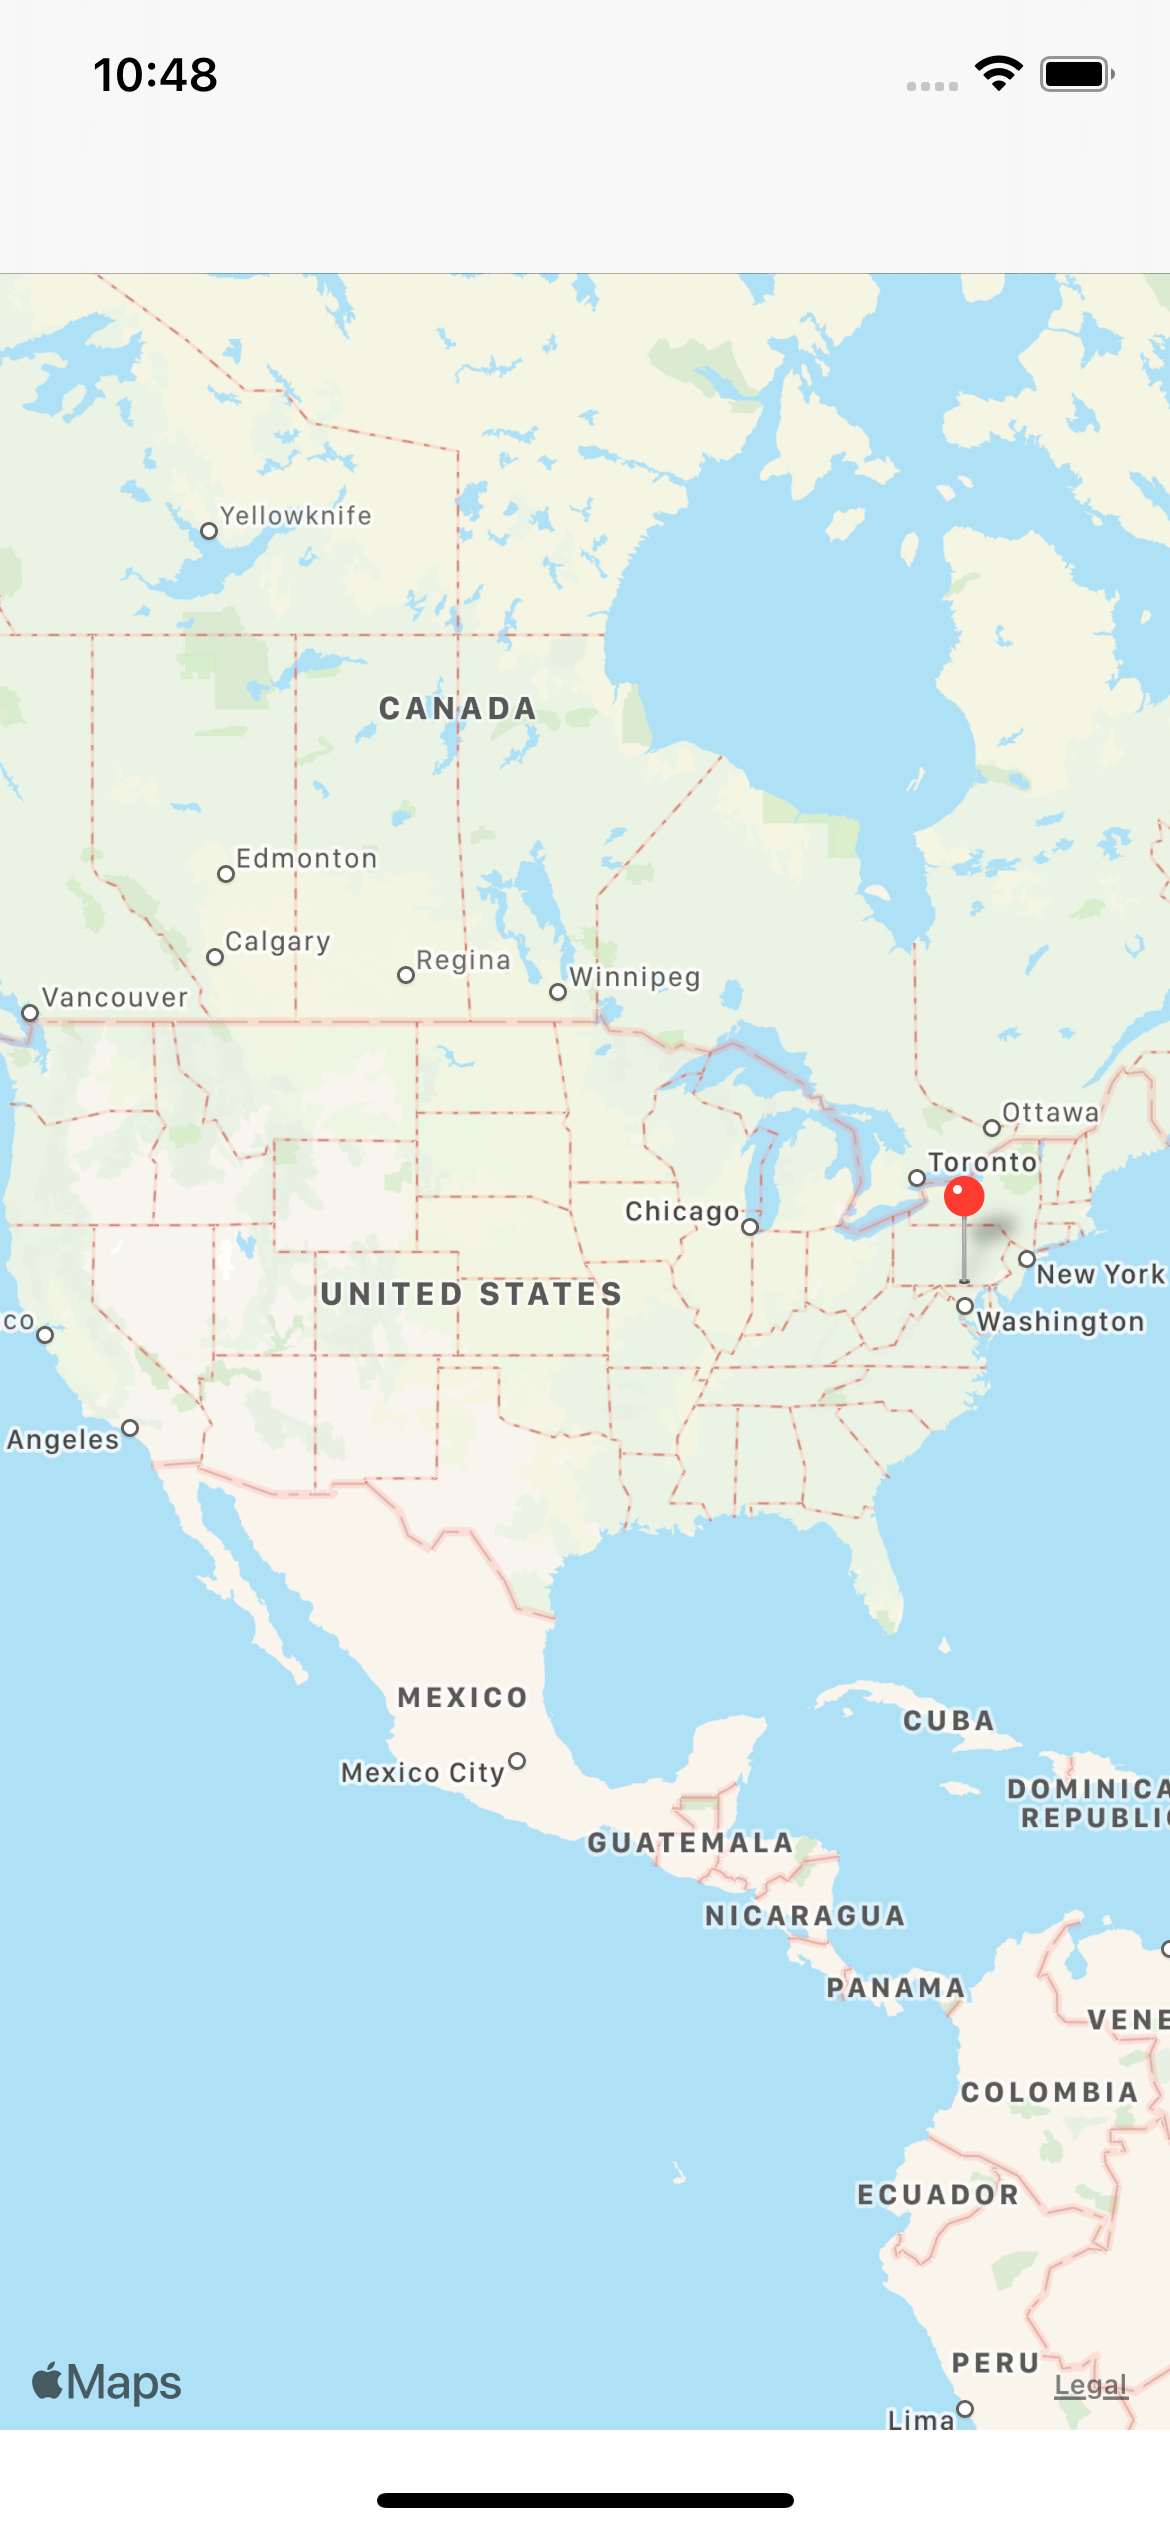 10:48
Yellowknife
CANADA
Edmonton
Calgary
Regina
Winnipeg
Vancouver
Ottawa
Toronto
Chicago
New York
UNITED STATES
Washington
co
Angeles
MEXICO
CUBA
Mexico City
DOMINICA
REPUBLIC
GUATEMALA
NICARAGUA
PANAMA
VENE
COLOMBIA
ECUADOR
PERU
Maps
Legal
Lima